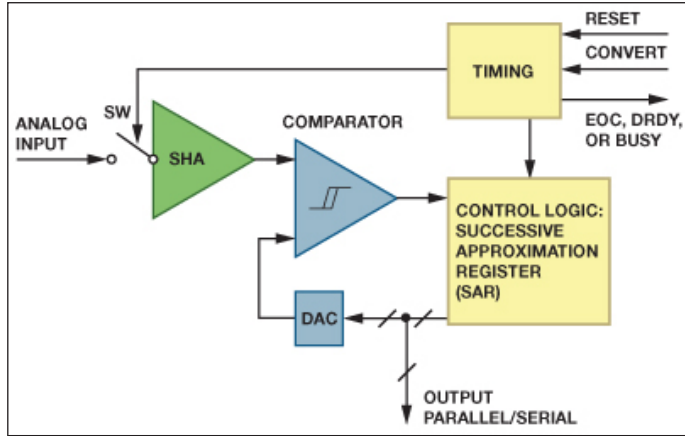 RESET
CONVERT
TIMING
EOC, DRDY,
OR BUSY
SW
ANALOG
INPUT
COMPARATOR
SHA
CONTROL LOGIC:
SUCCESSIVE
APPROXIMATION
REGISTER
(SAR)
DAC
OUTPUT
PARALLEL/SERIAL